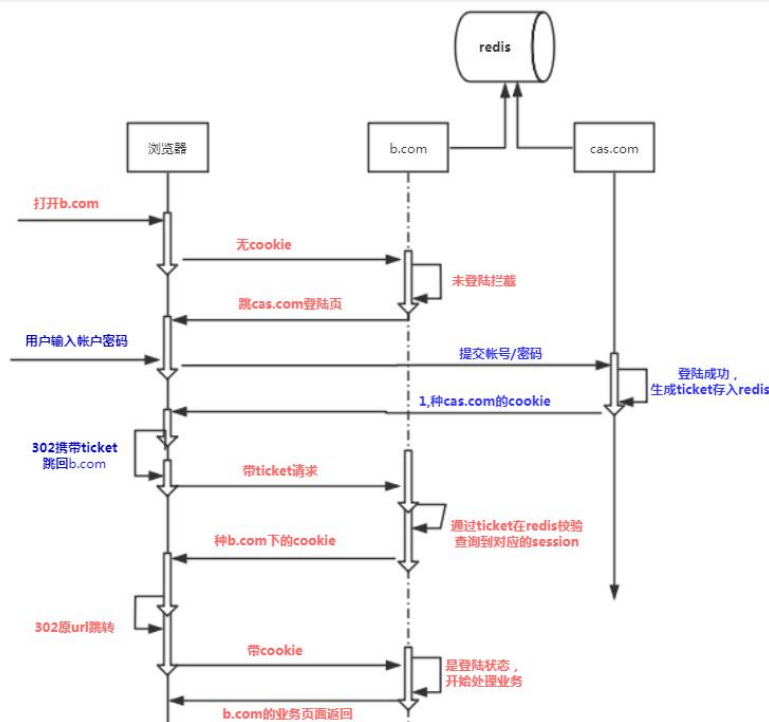 redis
浏览器
b.com
cas.com
打开b.com
无cookie
未登陆拦截
跳cas.com登陆页
用户输入帐户密码
提交帐号/密码
登陆成功，
生成ticket存入redis
1,种cas.com的cookie
302携带ticket
跳回b.com
带ticket请求
通过ticket在redis校验
查询到对应的session
种b.com下的cookie
302原url跳转
带cookie
是登陆状态，
开始处理业务
b.com的业务页面返回